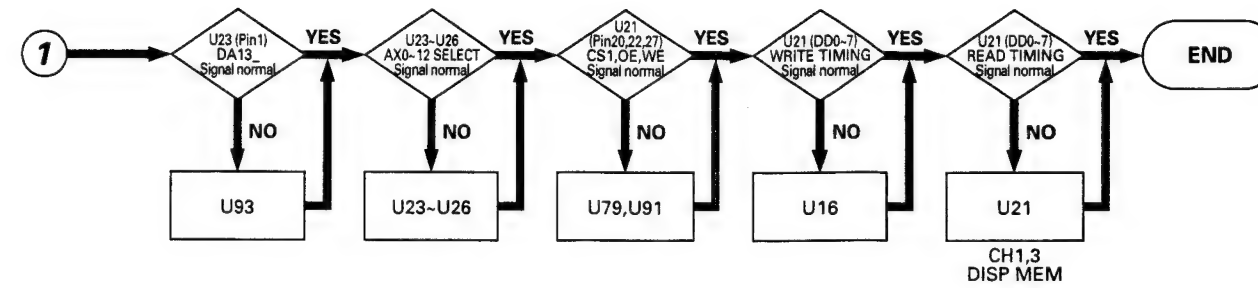 1
U23 (Pin1)
DA13_
Signal normal
YES
NO
U93
U23~U26
AX0~12 SELECT
Signal normal
YES
NO
U23~U26
U21
(Pin20,22,27)
CS1,OE,WE
Signal normal
YES
NO
U79,U91
U21 (DD0~7)
WRITE TIMING
Signal normal
YES
NO
U16
U21 (DD0~7)
READ TIMING
Signal normal
YES
NO
U21
CH1,3
DISP MEM
END